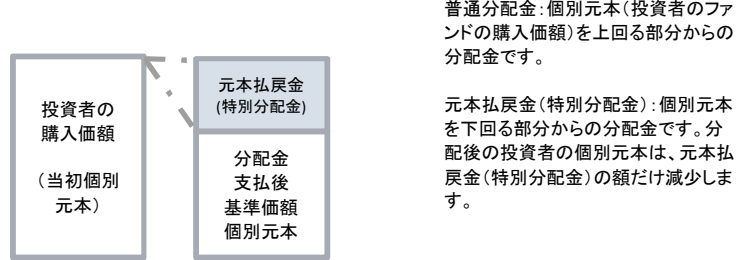 投資者の
購入価額
（当初個別
元本）
元本払戻金
(特別分配金)
分配金
支払後
基準価額
個別元本
普通分配金：個別元本（投資者のファ
ンドの購入価額）を上回る部分からの
分配金です。
元本払戻金（特別分配金）：個別元本
を下回る部分からの分配金です。分
配後の投資者の個別元本は、元本払
戻金（特別分配金）の額だけ減少しま
す。